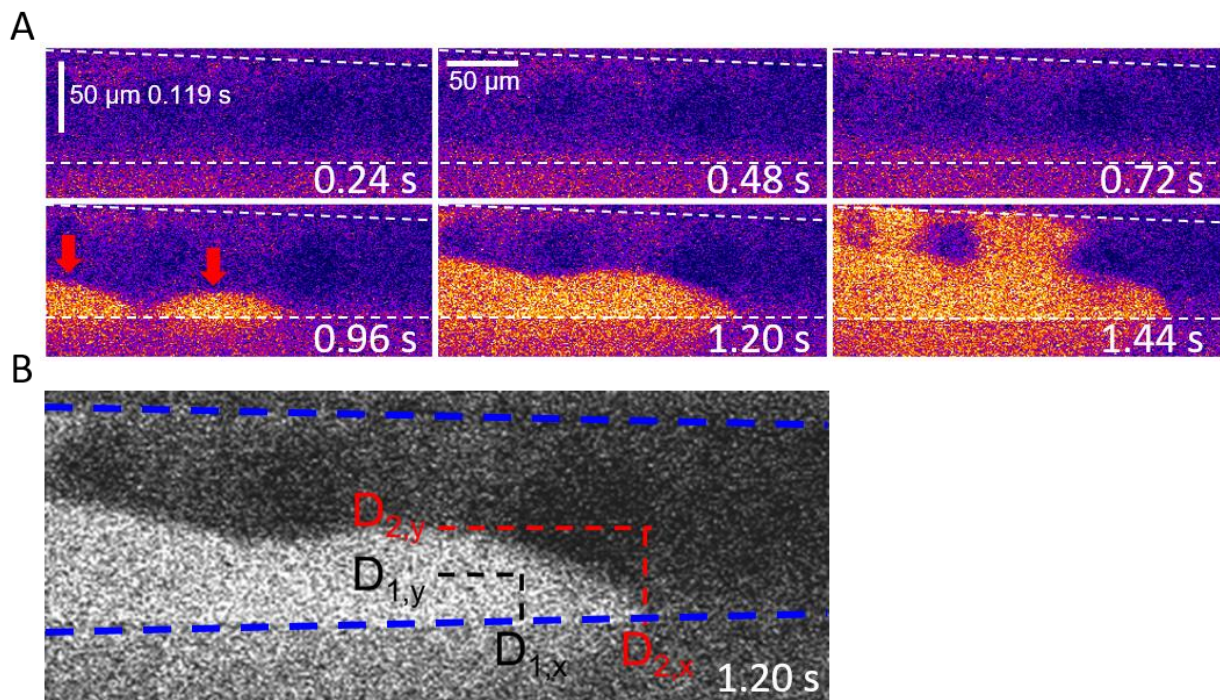 A
50 µm 0.119 s
50 µm
0.24 s
0.48 s
0.72 s
0.96 s
1.20 s
1.44 s
B
D2,y
D1,y
D1,x
D2,x
1.20 s